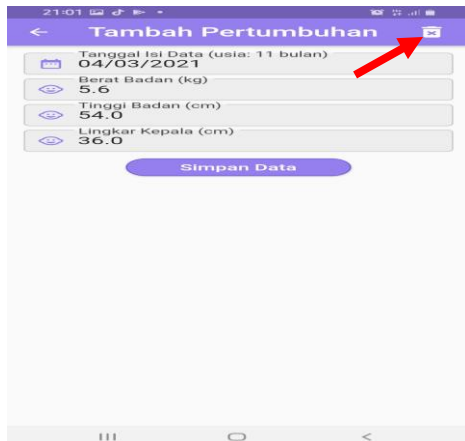 21:01
Tambah Pertumbuhan
Tanggal Isi Data (usia: 11 bulan)
04/03/2021
Berat Badan (kg)
5.6
Tinggi Badan (cm)
54.0
Lingkar Kepala (cm)
36.0
Simpan Data